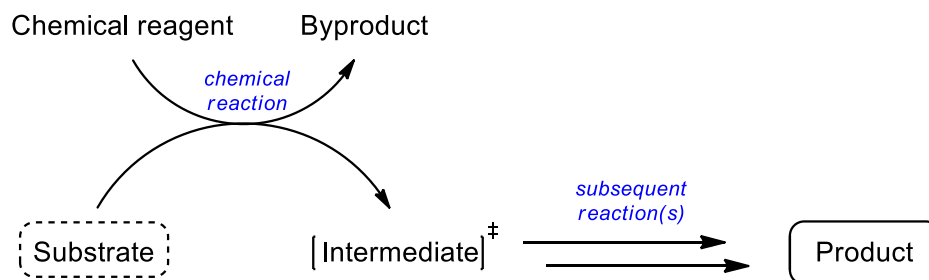 Chemical reagent Byproduct
chemical
reaction
subsequent
reaction(s)
Substrate [Intermediate]‡ Product